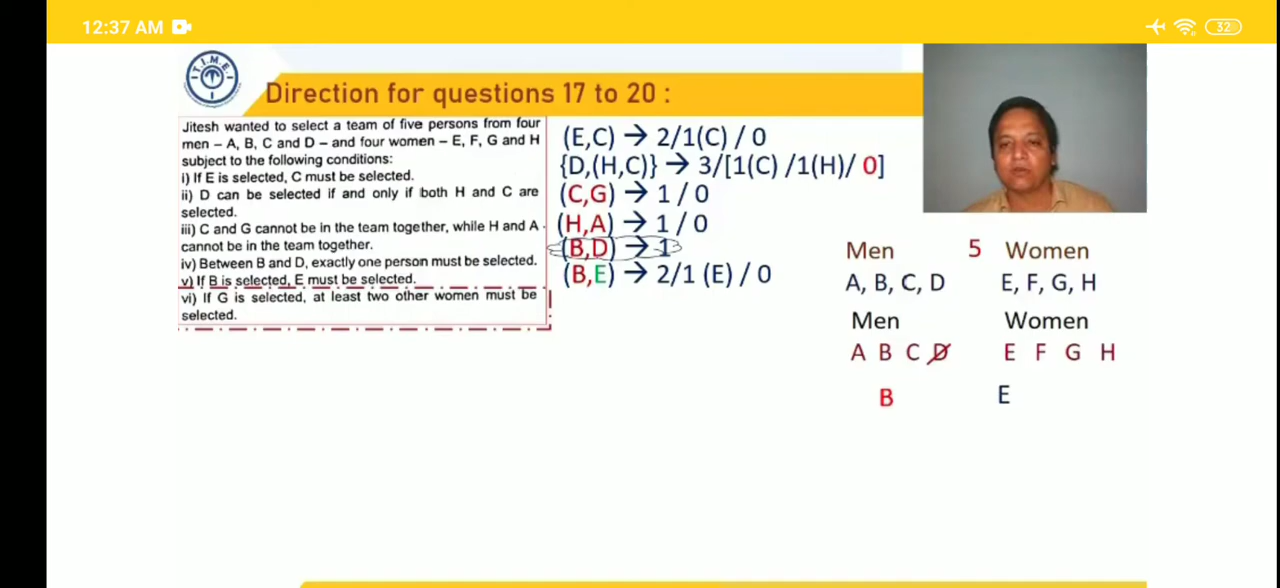 12:37 AM
32
T.I.M.E.
Direction for questions 17 to 20 :
Jitesh wanted to select a team of five persons from four
men – A, B, C and D – and four women – E, F, G and H
subject to the following conditions:
i) If E is selected, C must be selected.
ii) D can be selected if and only if both H and C are
selected.
iii) C and G cannot be in the team together, while H and A
cannot be in the team together.
iv) Between B and D, exactly one person must be selected.
v) If B is selected, E must be selected.
vi) If G is selected, at least two other women must be
selected.
(E,C) → 2/1(C) / 0
{D,(H,C)} → 3/[1(C) /1(H)/ 0]
(C,G) → 1 / 0
(H,A) → 1 / 0
(B,D) → 1
(B,E) → 2/1 (E) / 0
Men 5 Women
A, B, C, D E, F, G, H
Men Women
A B C D E F G H
B E